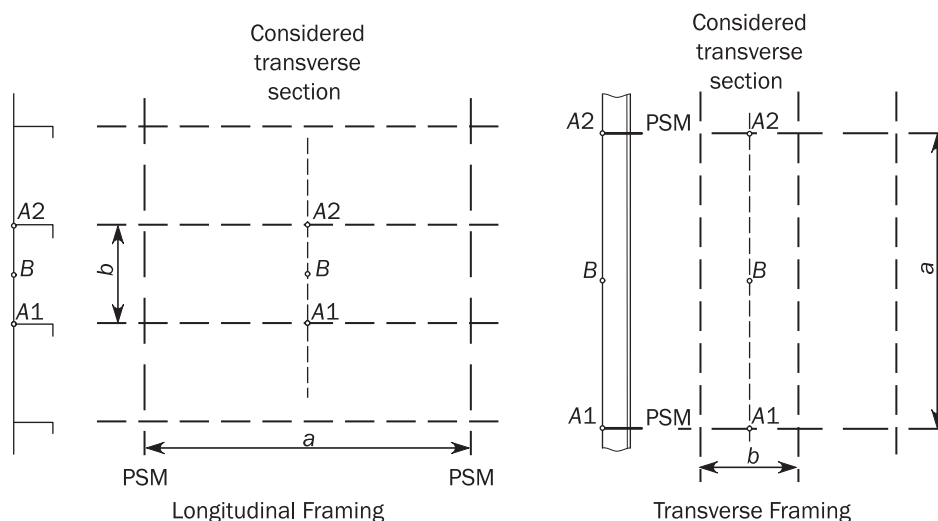 Considered
transverse
section
A2
B
A1
b
A2
B
A1
a
PSM
PSM
Longitudinal Framing
Considered
transverse
section
A2
PSM
A2
B
B
a
A1
PSM
A1
b
Transverse Framing